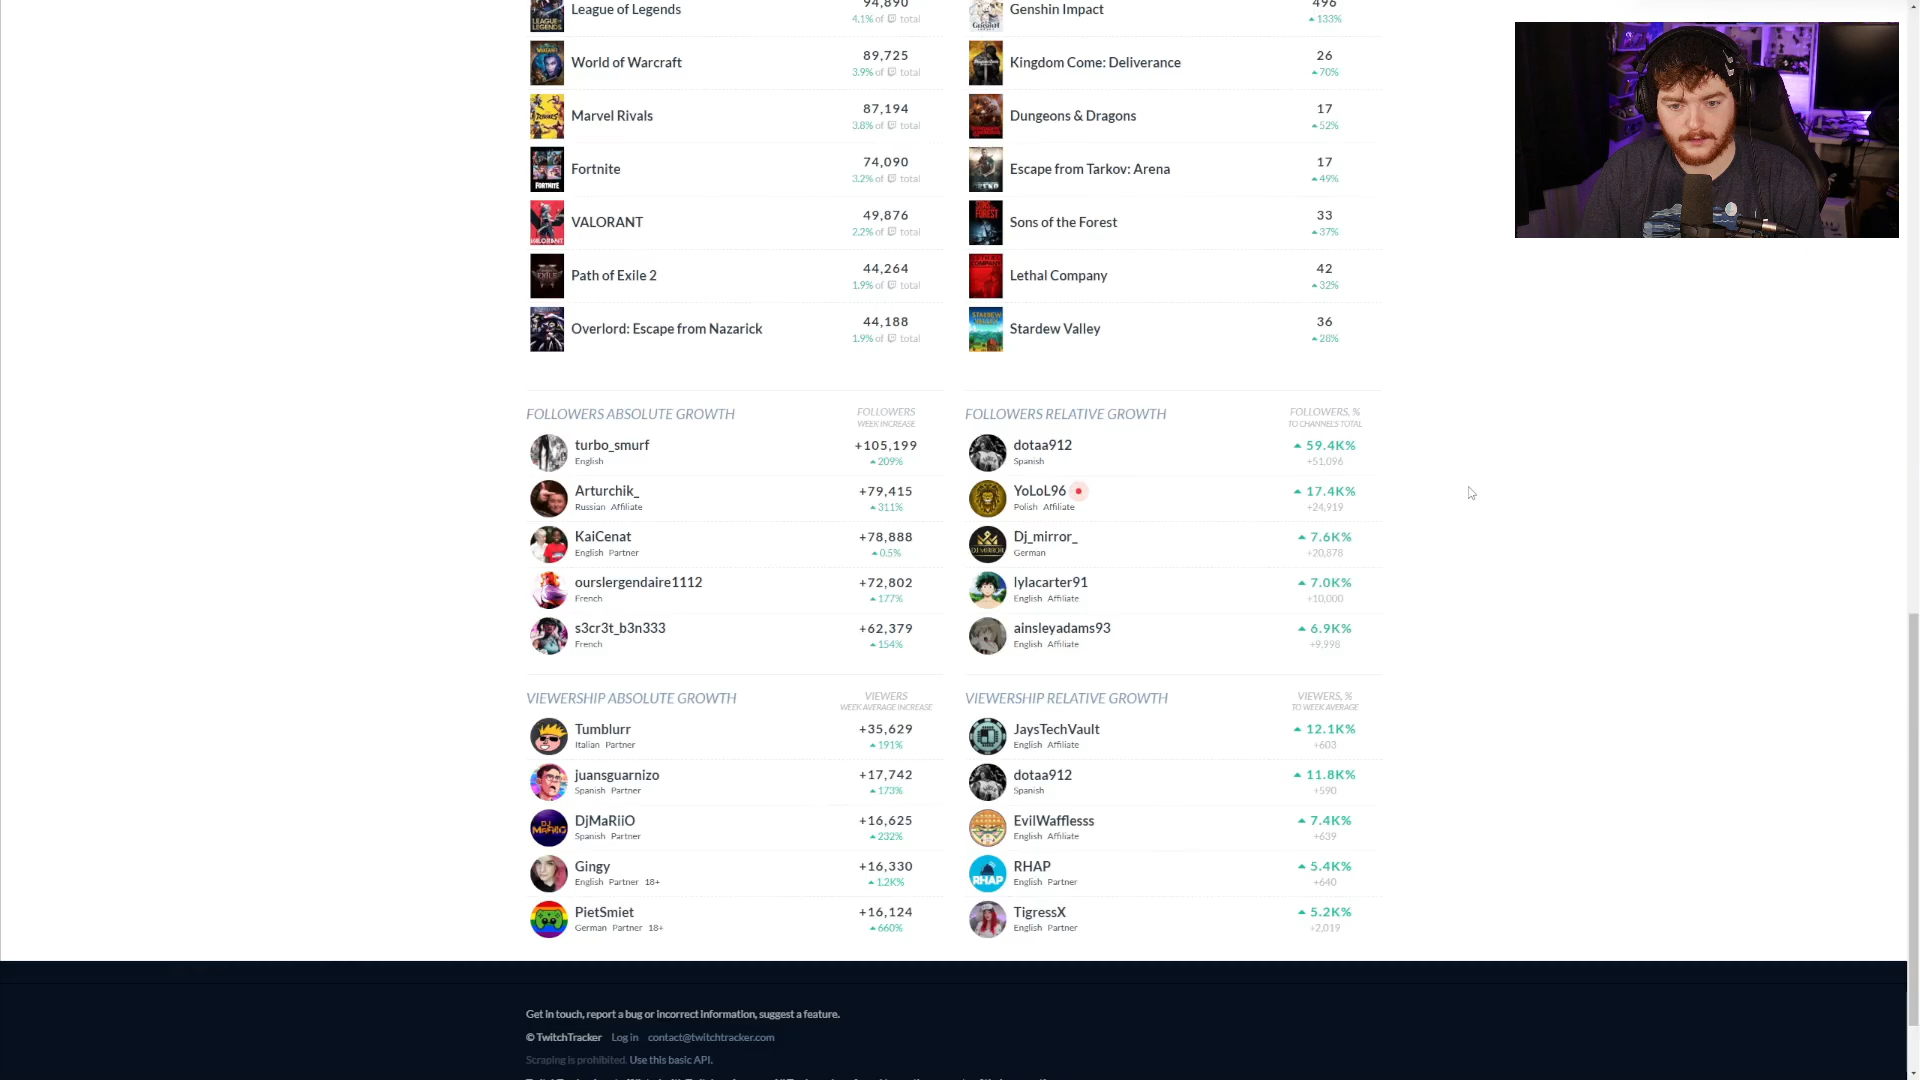 League of Legends
94,890
4.1% of total
World of Warcraft
89,725
3.9% of total
Marvel Rivals
87,194
3.8% of total
Fortnite
74,090
3.2% of total
VALORANT
49,876
2.2% of total
Path of Exile 2
44,264
1.9% of total
Overlord: Escape from Nazarick
44,188
1.9% of total
Genshin Impact
496
133%
Kingdom Come: Deliverance
26
70%
Dungeons & Dragons
17
52%
Escape from Tarkov: Arena
17
49%
Sons of the Forest
33
37%
Lethal Company
42
32%
Stardew Valley
36
28%
FOLLOWERS ABSOLUTE GROWTH
FOLLOWERS
WEEK INCREASE
turbo_smurf
English
+105,199
209%
Arturchik_
Russian Affiliate
+79,415
311%
KaiCenat
English Partner
+78,888
0.5%
ourslergendaire1112
French
+72,802
177%
s3cr3t_b3n333
French
+62,379
154%
FOLLOWERS RELATIVE GROWTH
FOLLOWERS, %
TO CHANNELS TOTAL
dotaa912
Spanish
59.4K%
+51,096
YoLoL96
Polish Affiliate
17.4K%
+24,919
Dj_mirror_
German
7.6K%
+20,878
lylacarter91
English Affiliate
7.0K%
+10,000
ainsleyadams93
English Affiliate
6.9K%
+9,998
VIEWERSHIP ABSOLUTE GROWTH
VIEWERS
WEEK AVERAGE INCREASE
Tumblurr
Italian Partner
+35,629
191%
juansguarnizo
Spanish Partner
+17,742
173%
DjMaRiiO
Spanish Partner
+16,625
232%
Gingy
English Partner 18+
+16,330
1.2K%
PietSmiet
German Partner 18+
+16,124
660%
VIEWERSHIP RELATIVE GROWTH
VIEWERS, %
TO WEEK AVERAGE
JaysTechVault
English Affiliate
12.1K%
+603
dotaa912
Spanish
11.8K%
+590
EvilWafflesss
English Affiliate
7.4K%
+639
RHAP
RHAP
English Partner
5.4K%
+640
TigressX
English Partner
5.2K%
+2,019
Get in touch, report a bug or incorrect information, suggest a feature.
© TwitchTracker Log in contact@twitchtracker.com
Scraping is prohibited. Use this basic API.